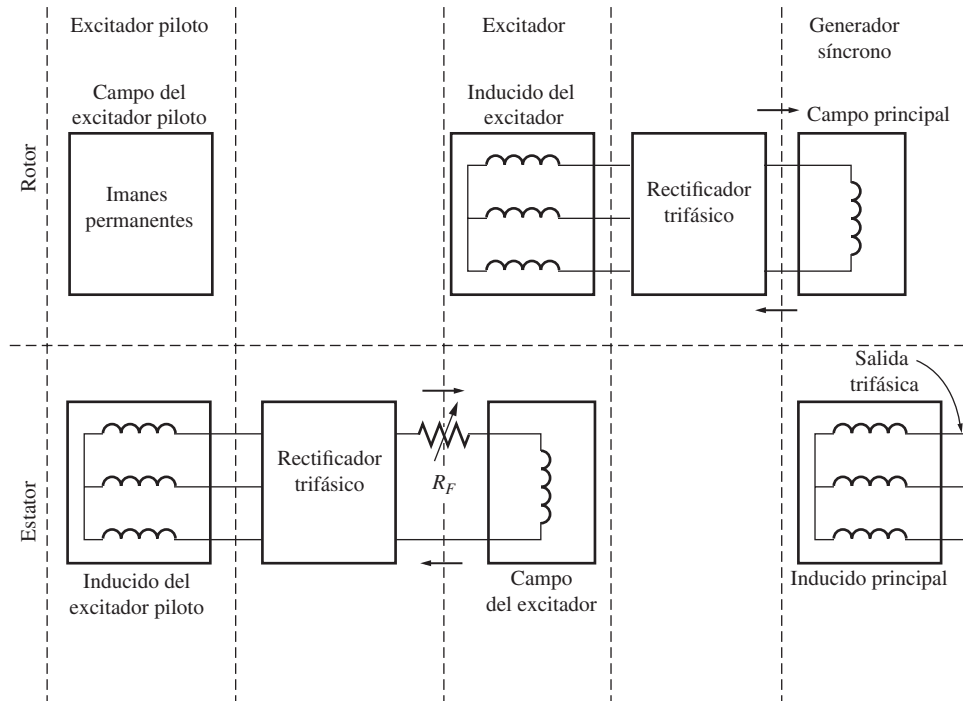 Excitador piloto
Excitador
Generador
síncrono
Rotor
Campo del
excitador piloto
Imanes
permanentes
Inducido del
excitador
Rectificador
trifásico
Campo principal
Estator
Inducido del
excitador piloto
Rectificador
trifásico
R_F
Campo
del excitador
Salida
trifásica
Inducido principal